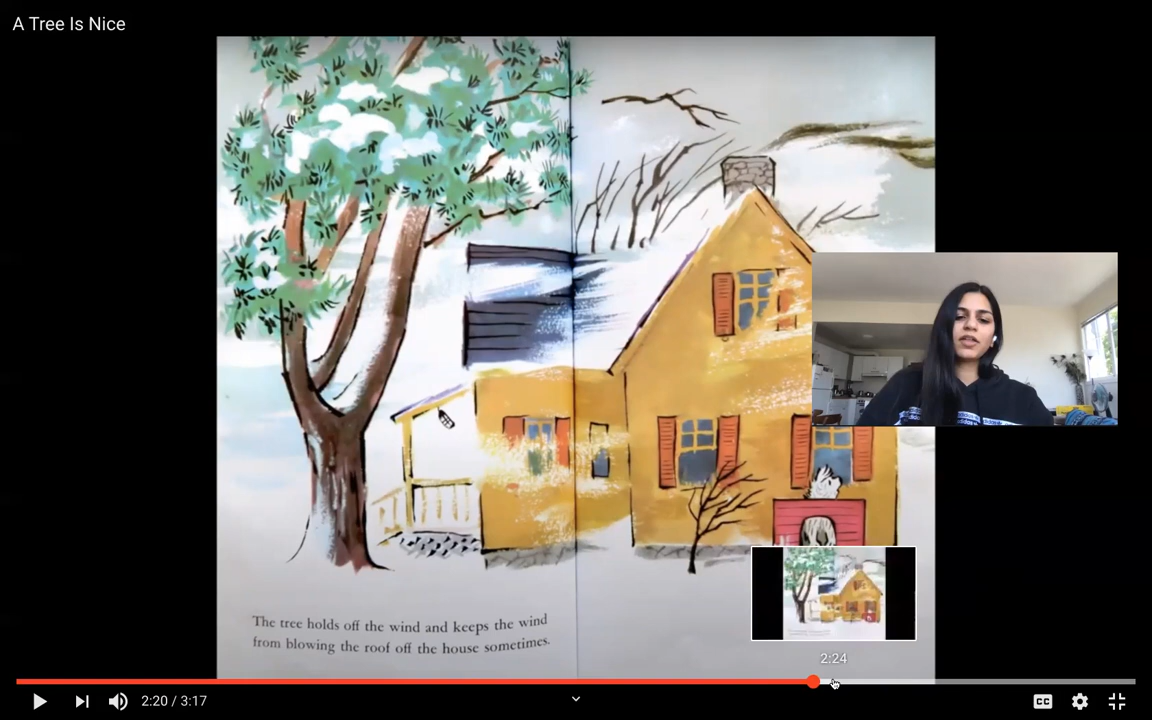 A Tree Is Nice
The tree holds off the wind and keeps the wind
from blowing the roof off the house sometimes.
2:24
2:20 / 3:17
CC